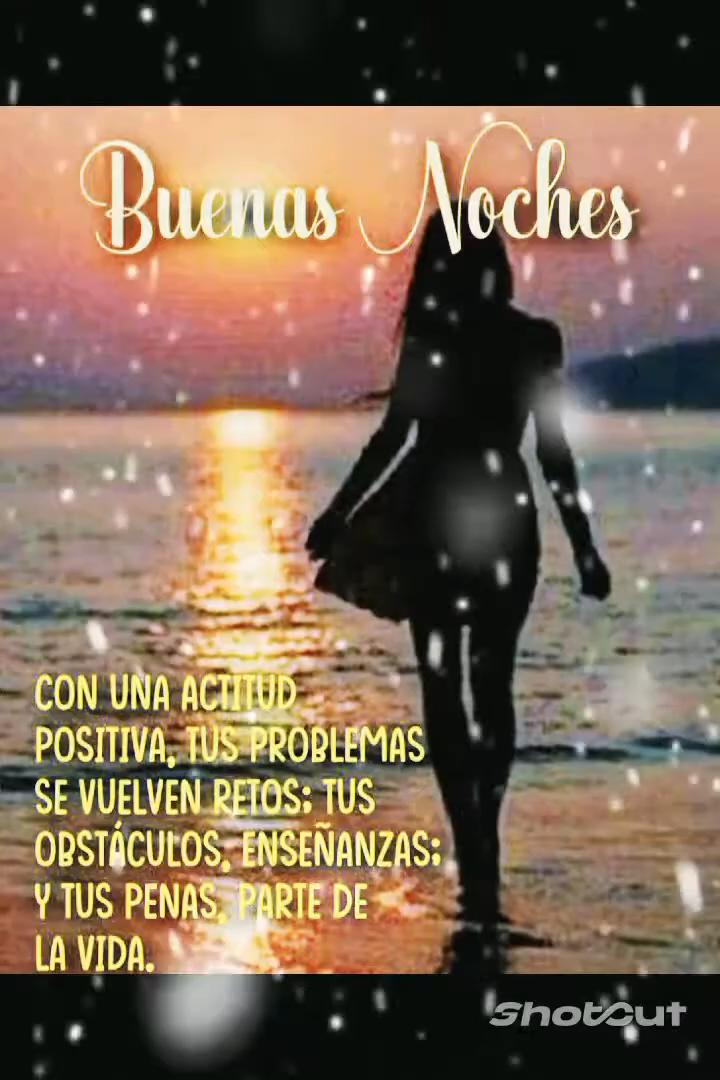 Buenas Noches
CON UNA ACTITUD
POSITIVA, TUS PROBLEMAS
SE VUELVEN RETOS; TUS
OBSTÁCULOS, ENSEÑANZAS;
Y TUS PENAS, PARTE DE
LA VIDA.
ShotCut